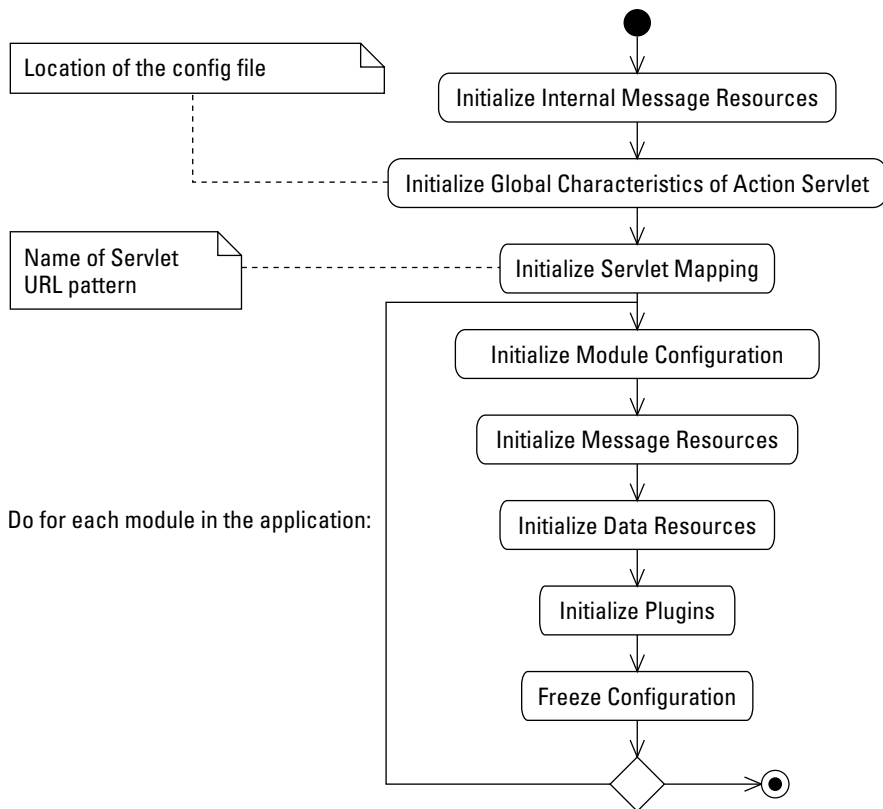 Location of the config file
Initialize Internal Message Resources
Initialize Global Characteristics of Action Servlet
Name of Servlet
URL pattern
Initialize Servlet Mapping
Initialize Module Configuration
Initialize Message Resources
Do for each module in the application:
Initialize Data Resources
Initialize Plugins
Freeze Configuration